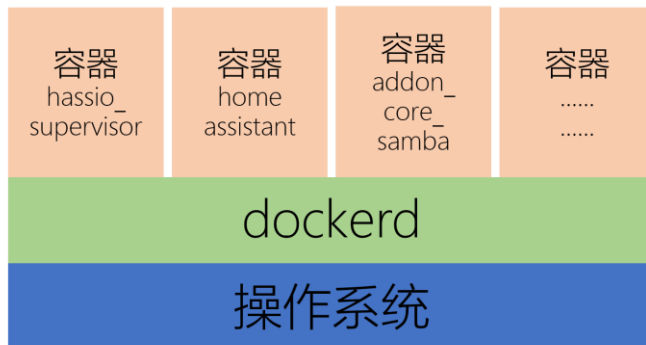 容器
hassio_
supervisor
容器
home
assistant
容器
addon_
core_
samba
容器
......
......
dockerd
操作系统